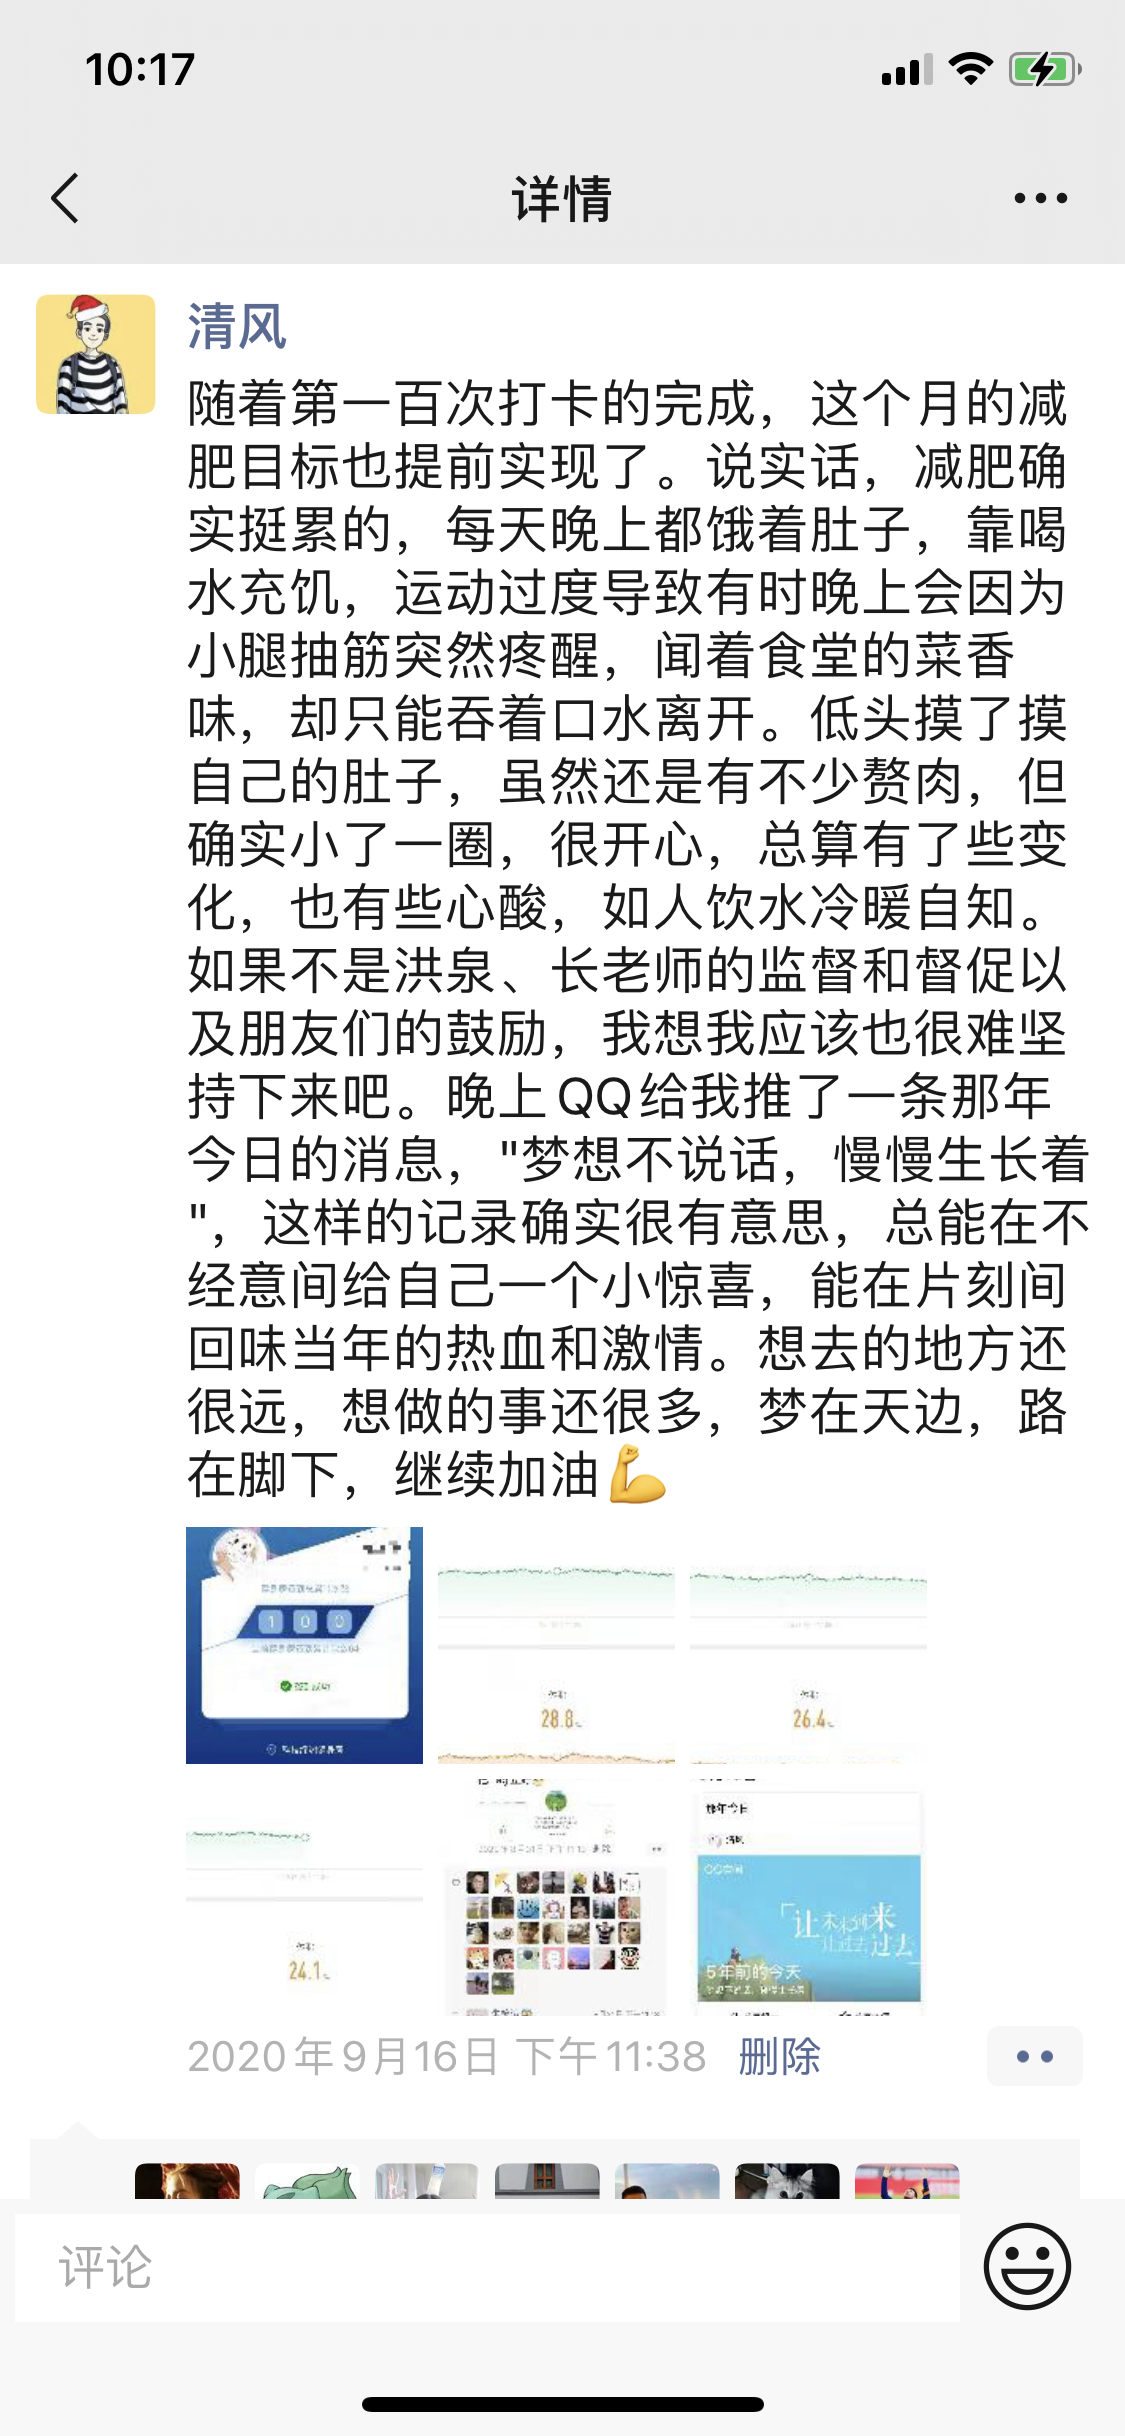 10:17
详情
清风
随着第一百次打卡的完成，这个月的减
肥目标也提前实现了。说实话，减肥确
实挺累的，每天晚上都饿着肚子，靠喝
水充饥，运动过度导致有时晚上会因为
小腿抽筋突然疼醒，闻着食堂的菜香
味，却只能吞着口水离开。低头摸了摸
自己的肚子，虽然还是有不少赘肉，但
确实小了一圈，很开心，总算有了些变
化，也有些心酸，如人饮水冷暖自知。
如果不是洪泉、长老师的监督和督促以
及朋友们的鼓励，我想我应该也很难坚
持下来吧。晚上QQ给我推了一条那年
今日的消息，"梦想不说话，慢慢生长着
"，这样的记录确实很有意思，总能在不
经意间给自己一个小惊喜，能在片刻间
回味当年的热血和激情。想去的地方还
很远，想做的事还很多，梦在天边，路
在脚下，继续加油💪
100
28.8
26.4
24.1
那年今日
清风
QQ空间
5年前的今天
2020年9月16日 下午11:38 删除
评论